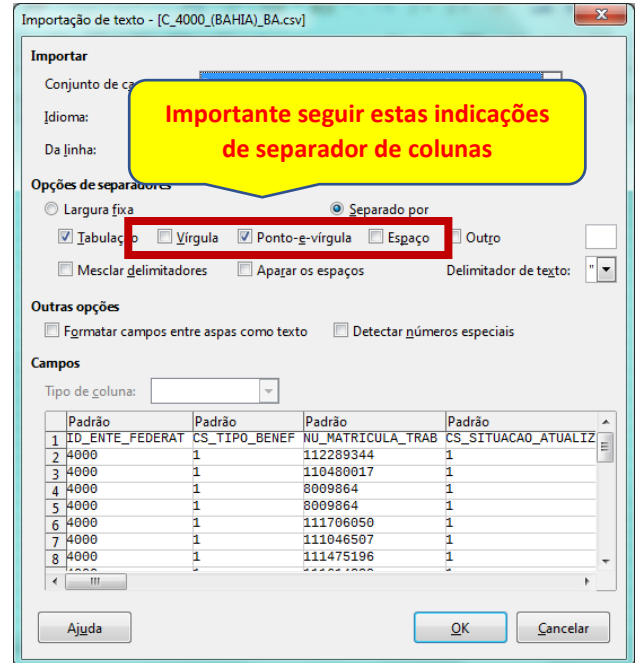 Importação de texto - [C_4000_(BAHIA)_BA.csv]
x
Importar
Conjunto de
Idioma:
Da linha:
Importante seguir estas indicações
de separador de colunas
Opções de separadores
Largura fixa Separado por
Tabulação Vírgula Ponto-e-vírgula Espaço Outro
Mesclar delimitadores Aparar os espaços Delimitador de texto: "
Outras opções
Formatar campos entre aspas como texto Detectar números especiais
Campos
Tipo de coluna:
Padrão Padrão Padrão Padrão
1 ID_ENTE_FEDERAT CS_TIPO_BENEF NU_MATRICULA_TRAB CS_SITUACAO_ATUALIZ
2 4000 1 112289344 1
3 4000 1 110480017 1
4 4000 1 8009864 1
5 4000 1 8009864 1
6 4000 1 111706050 1
7 4000 1 111046507 1
8 4000 1 111475196 1
Ajuda OK Cancelar